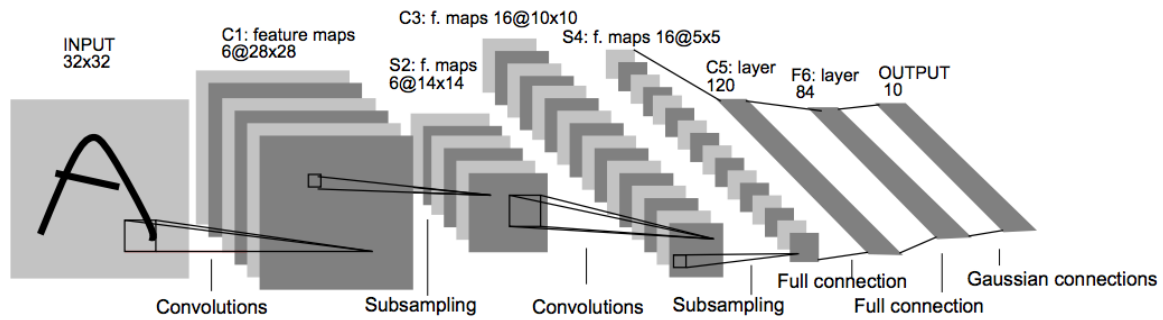 INPUT
32x32
C1: feature maps
6@28x28
S2: f. maps
6@14x14
C3: f. maps 16@10x10
S4: f. maps 16@5x5
C5: layer
120
F6: layer
84
OUTPUT
10
Convolutions
Subsampling
Convolutions
Subsampling
Full connection
Full connection
Gaussian connections